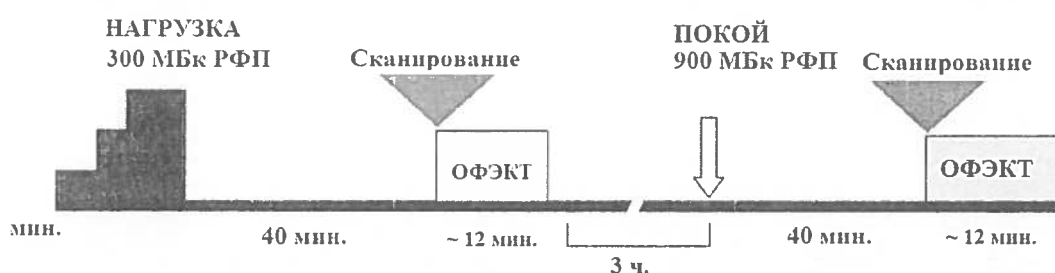 НАГРУЗКА
300 МБк РФП
Сканирование
ПОКОЙ
900 МБк РФП
Сканирование
ОФЭКТ
ОФЭКТ
мин.
40 мин.
~ 12 мин.
3 ч.
40 мин.
~ 12 мин.